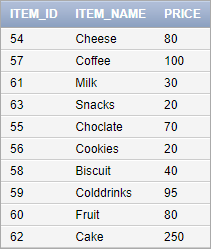 ITEM_ID ITEM_NAME PRICE
54 Cheese 80
57 Coffee 100
61 Milk 30
63 Snacks 20
55 Choclate 70
56 Cookies 20
58 Biscuit 40
59 Colddrinks 95
60 Fruit 80
62 Cake 250